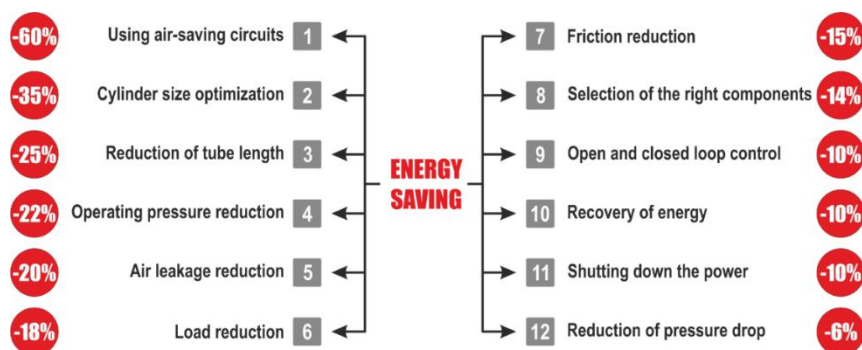 -60% Using air-saving circuits 1
-35% Cylinder size optimization 2
-25% Reduction of tube length 3
-22% Operating pressure reduction 4
-20% Air leakage reduction 5
-18% Load reduction 6
ENERGY
SAVING
7 Friction reduction -15%
8 Selection of the right components -14%
9 Open and closed loop control -10%
10 Recovery of energy -10%
11 Shutting down the power -10%
12 Reduction of pressure drop -6%